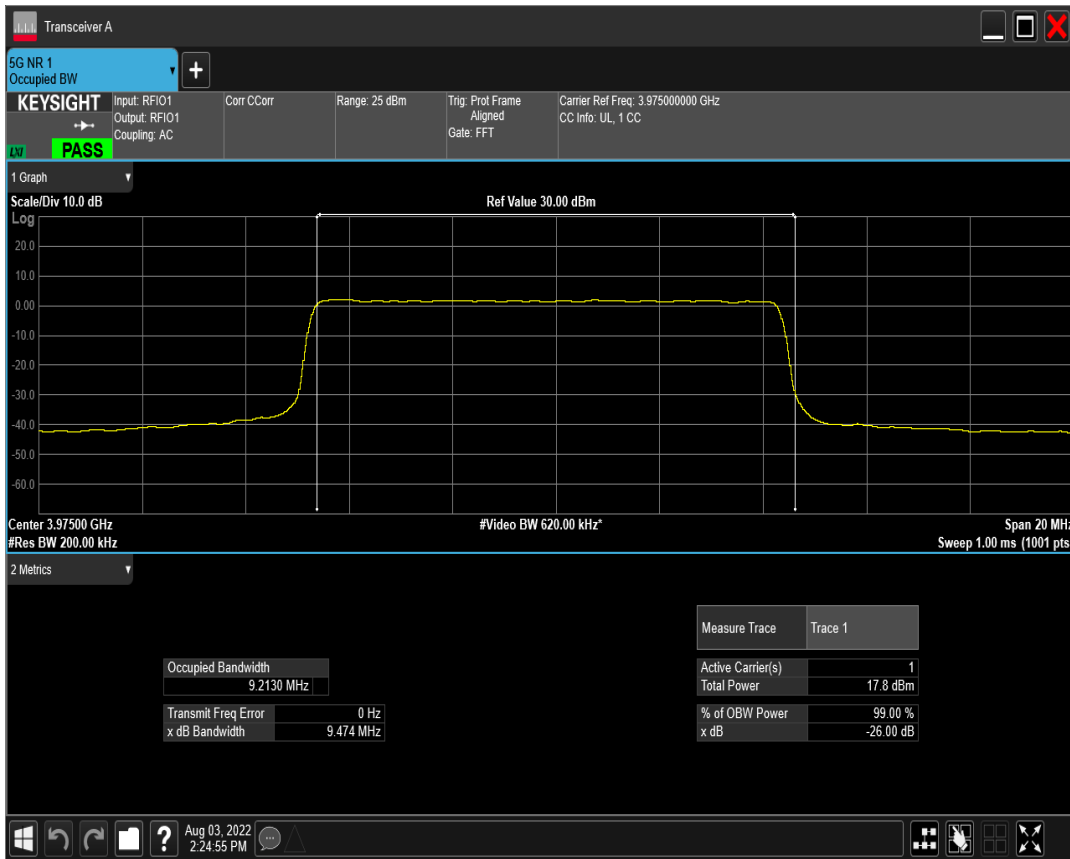 Transceiver A
5G NR 1
Occupied BW
+
KEYSIGHT
LXI
PASS
Input: RFIO1
Output: RFIO1
Coupling: AC
Corr CCorr
Range: 25 dBm
Trig: Prot Frame
Aligned
Gate: FFT
Carrier Ref Freq: 3.975000000 GHz
CC Info: UL, 1 CC
1 Graph
Scale/Div 10.0 dB
Ref Value 30.00 dBm
Log
20.0
10.0
0.00
-10.0
-20.0
-30.0
-40.0
-50.0
-60.0
Center 3.97500 GHz
#Video BW 620.00 kHz*
Span 20 MHz
#Res BW 200.00 kHz
Sweep 1.00 ms (1001 pts
2 Metrics
Measure Trace Trace 1
Occupied Bandwidth
9.2130 MHz
Active Carrier(s) 1
Total Power 17.8 dBm
Transmit Freq Error 0 Hz
x dB Bandwidth 9.474 MHz
% of OBW Power 99.00 %
x dB -26.00 dB
?
Aug 03, 2022
2:24:55 PM